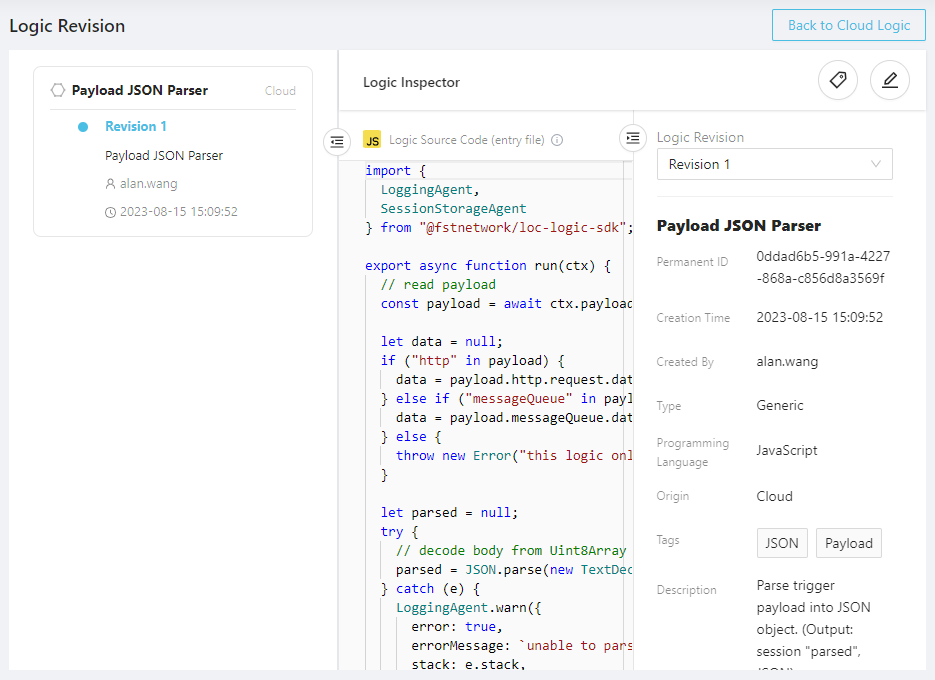 Logic Revision
Back to Cloud Logic
Payload JSON Parser
Cloud
Revision 1
Payload JSON Parser
alan.wang
2023-08-15 15:09:52
Logic Inspector
JS Logic Source Code (entry file)
import {
LoggingAgent,
SessionStorageAgent
} from "@fstnetwork/loc-logic-sdk";
export async function run(ctx) {
// read payload
const payload = await ctx.payload
let data = null;
if ("http" in payload) {
data = payload.http.request.dat
} else if ("messageQueue" in payl
data = payload.messageQueue.dat
} else {
throw new Error("this logic onl
}
let parsed = null;
try {
// decode body from Uint8Array
parsed = JSON.parse(new TextDec
} catch (e) {
LoggingAgent.warn({
error: true,
errorMessage: `unable to pars
stack: e.stack,
Logic Revision
Revision 1
Payload JSON Parser
Permanent ID
0ddad6b5-991a-4227
-868a-c856d8a3569f
Creation Time
2023-08-15 15:09:52
Created By
alan.wang
Type
Generic
Programming
Language
JavaScript
Origin
Cloud
Tags
JSON
Payload
Description
Parse trigger
payload into JSON
object. (Output:
session "parsed",
JSON)